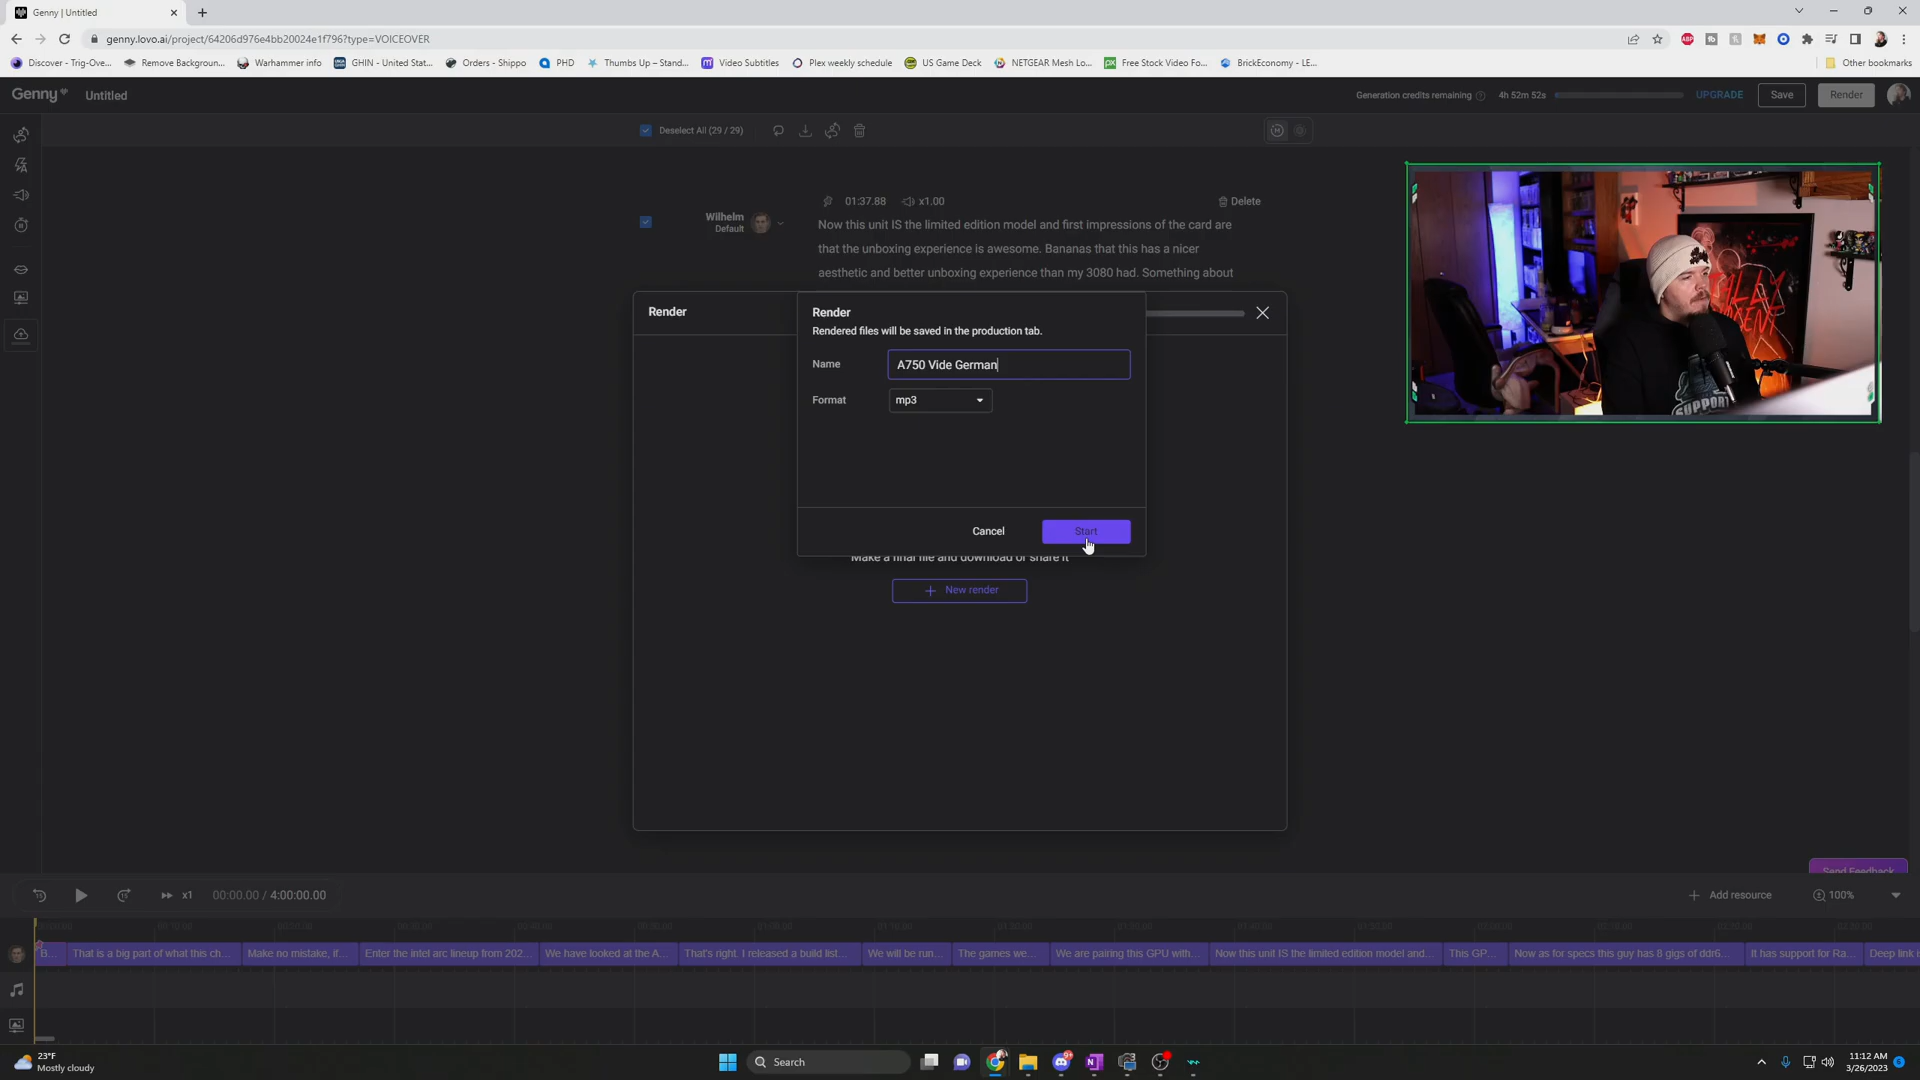 Genny | Untitled
genny.lovo.ai/project/64206d976e4bb20024e1f796?type=VOICEOVER
Discover - Trig-Ove...
Remove Backgroun...
Warhammer info
GHIN - United Stat...
Orders - Shippo
PHD
Thumbs Up – Stand...
Video Subtitles
Plex weekly schedule
US Game Deck
NETGEAR Mesh Lo...
Free Stock Video Fo...
BrickEconomy - LE...
Other bookmarks
Genny
Untitled
Generation credits remaining
4h 52m 52s
UPGRADE
Save
Render
Deselect All (29 / 29)
01:37.88
x1.00
Delete
Wilhelm
Default
Now this unit IS the limited edition model and first impressions of the card are
that the unboxing experience is awesome. Bananas that this has a nicer
aesthetic and better unboxing experience than my 3080 had. Something about
Render
Render
Rendered files will be saved in the production tab.
Name
A750 Vide German
Format
mp3
Cancel
Start
Make a final file and download or share it
New render
SUPPORT
Send Feedback
x1
00:00.00 / 4:00:00.00
Add resource
100%
B...
That is a big part of what this ch...
Make no mistake, if...
Enter the intel arc lineup from 202...
We have looked at the A...
That's right. I released a build list...
We will be run...
The games we...
We are pairing this GPU with...
Now this unit IS the limited edition model and...
This GP...
Now as for specs this guy has 8 gigs of ddr6...
It has support for Ra...
Deep link i
23°F
Mostly cloudy
Search
9+
11:12 AM
3/26/2023